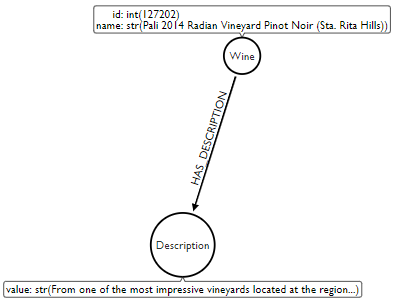 id: int(127202)
name: str(Pali 2014 Radian Vineyard Pinot Noir (Sta. Rita Hills))
Wine
HAS_DESCRIPTION
Description
value: str(From one of the most impressive vineyards located at the region...)